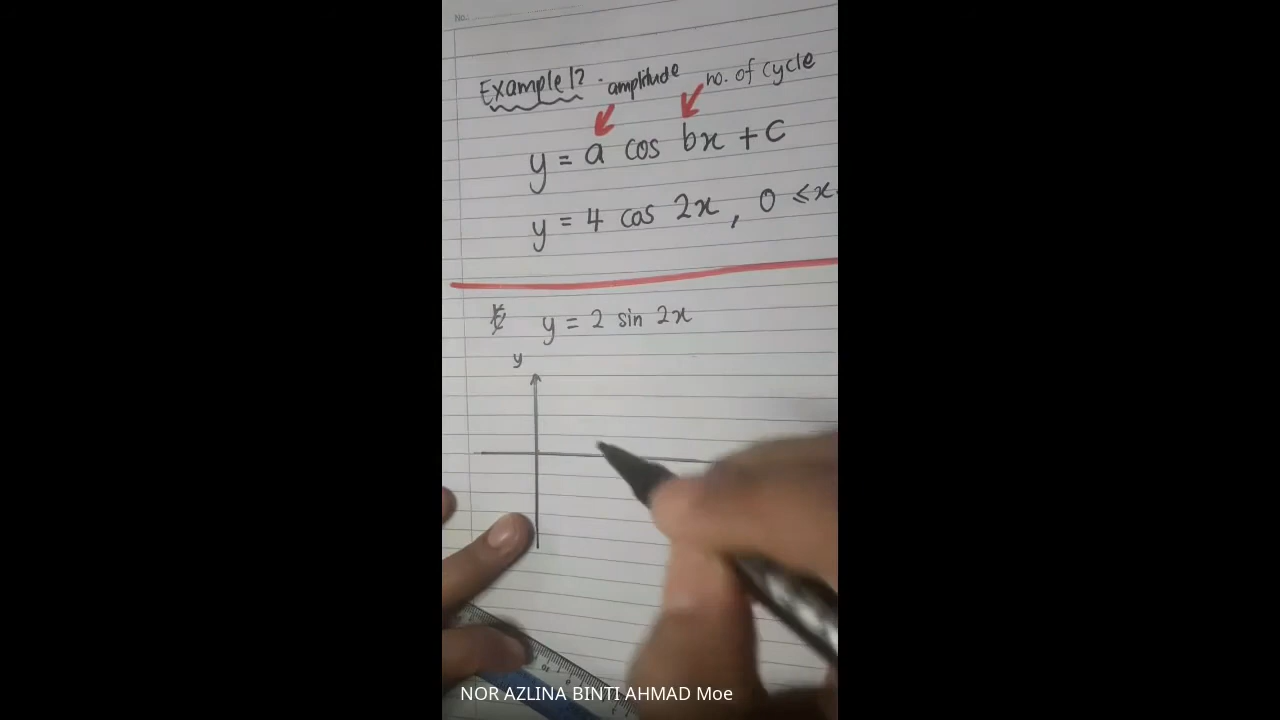 No.
Example 12. amplitude no. of cycle
y = a cos bx + c
y = 4 cos 2x, 0 ≤ x
y = 2 sin 2x
y
NOR AZLINA BINTI AHMAD Moe